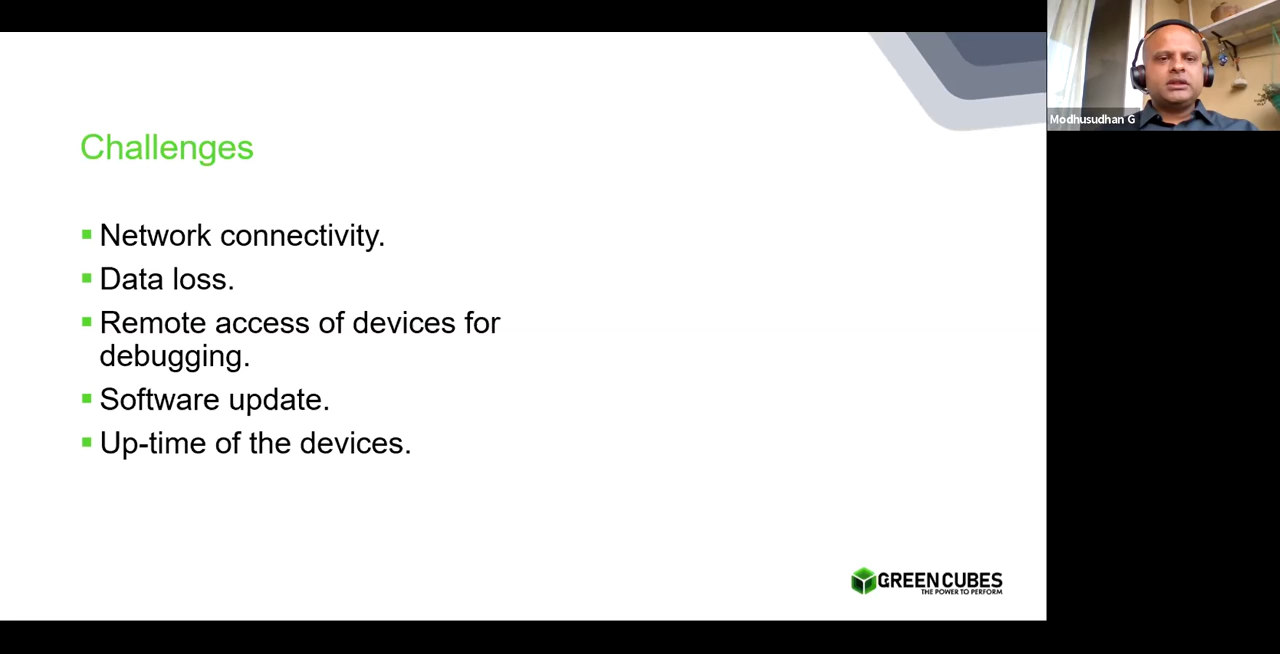 Challenges
Network connectivity.
Data loss.
Remote access of devices for
debugging.
Software update.
Up-time of the devices.
GREEN CUBES
THE POWER TO PERFORM
Modhusudhan G